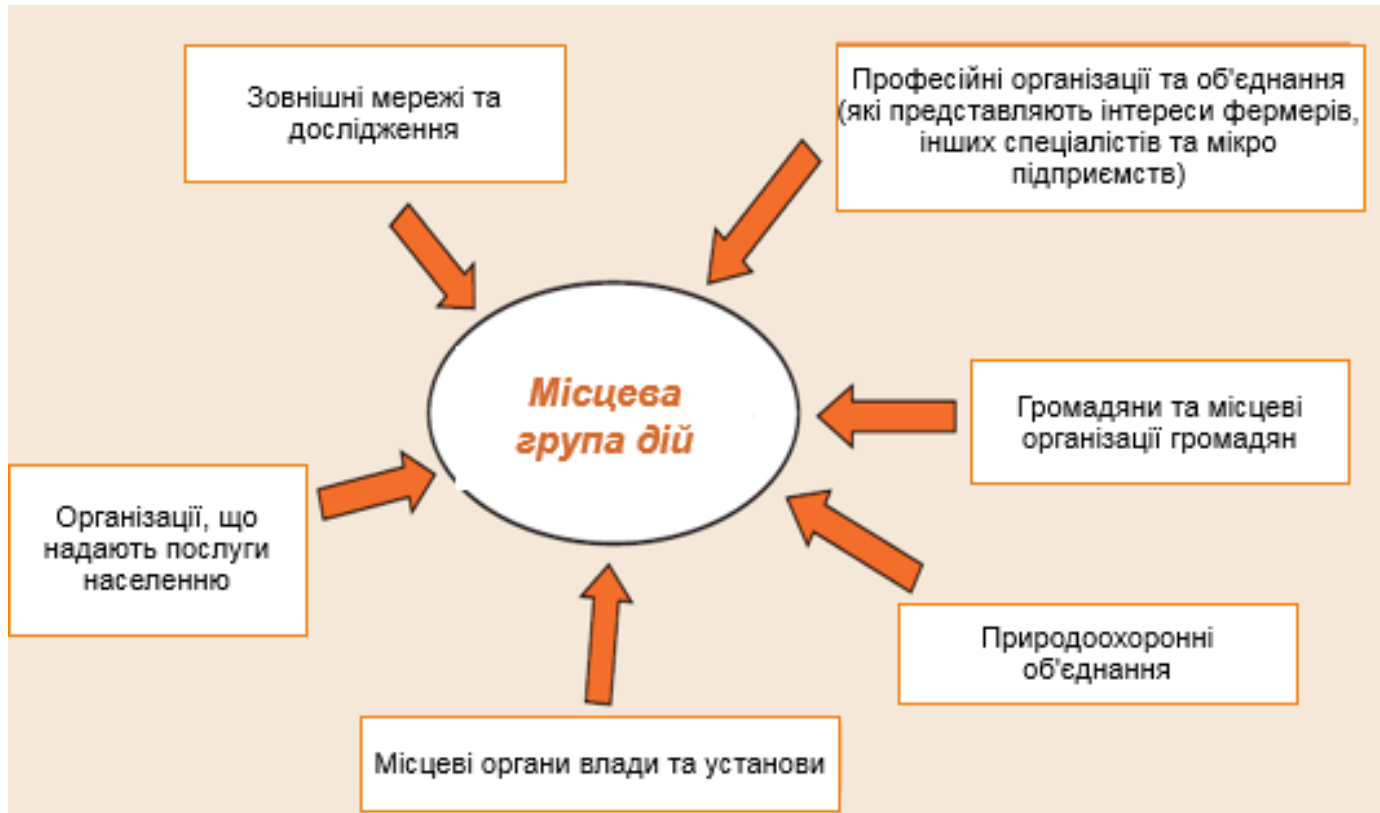 Зовнішні мережі та
дослідження
Професійні організації та об'єднання
(які представляють інтереси фермерів,
інших спеціалістів та мікро
підприємств)
Місцева
група дій
Громадяни та місцеві
організації громадян
Організації, що
надають послуги
населенню
Природоохоронні
об'єднання
Місцеві органи влади та установи